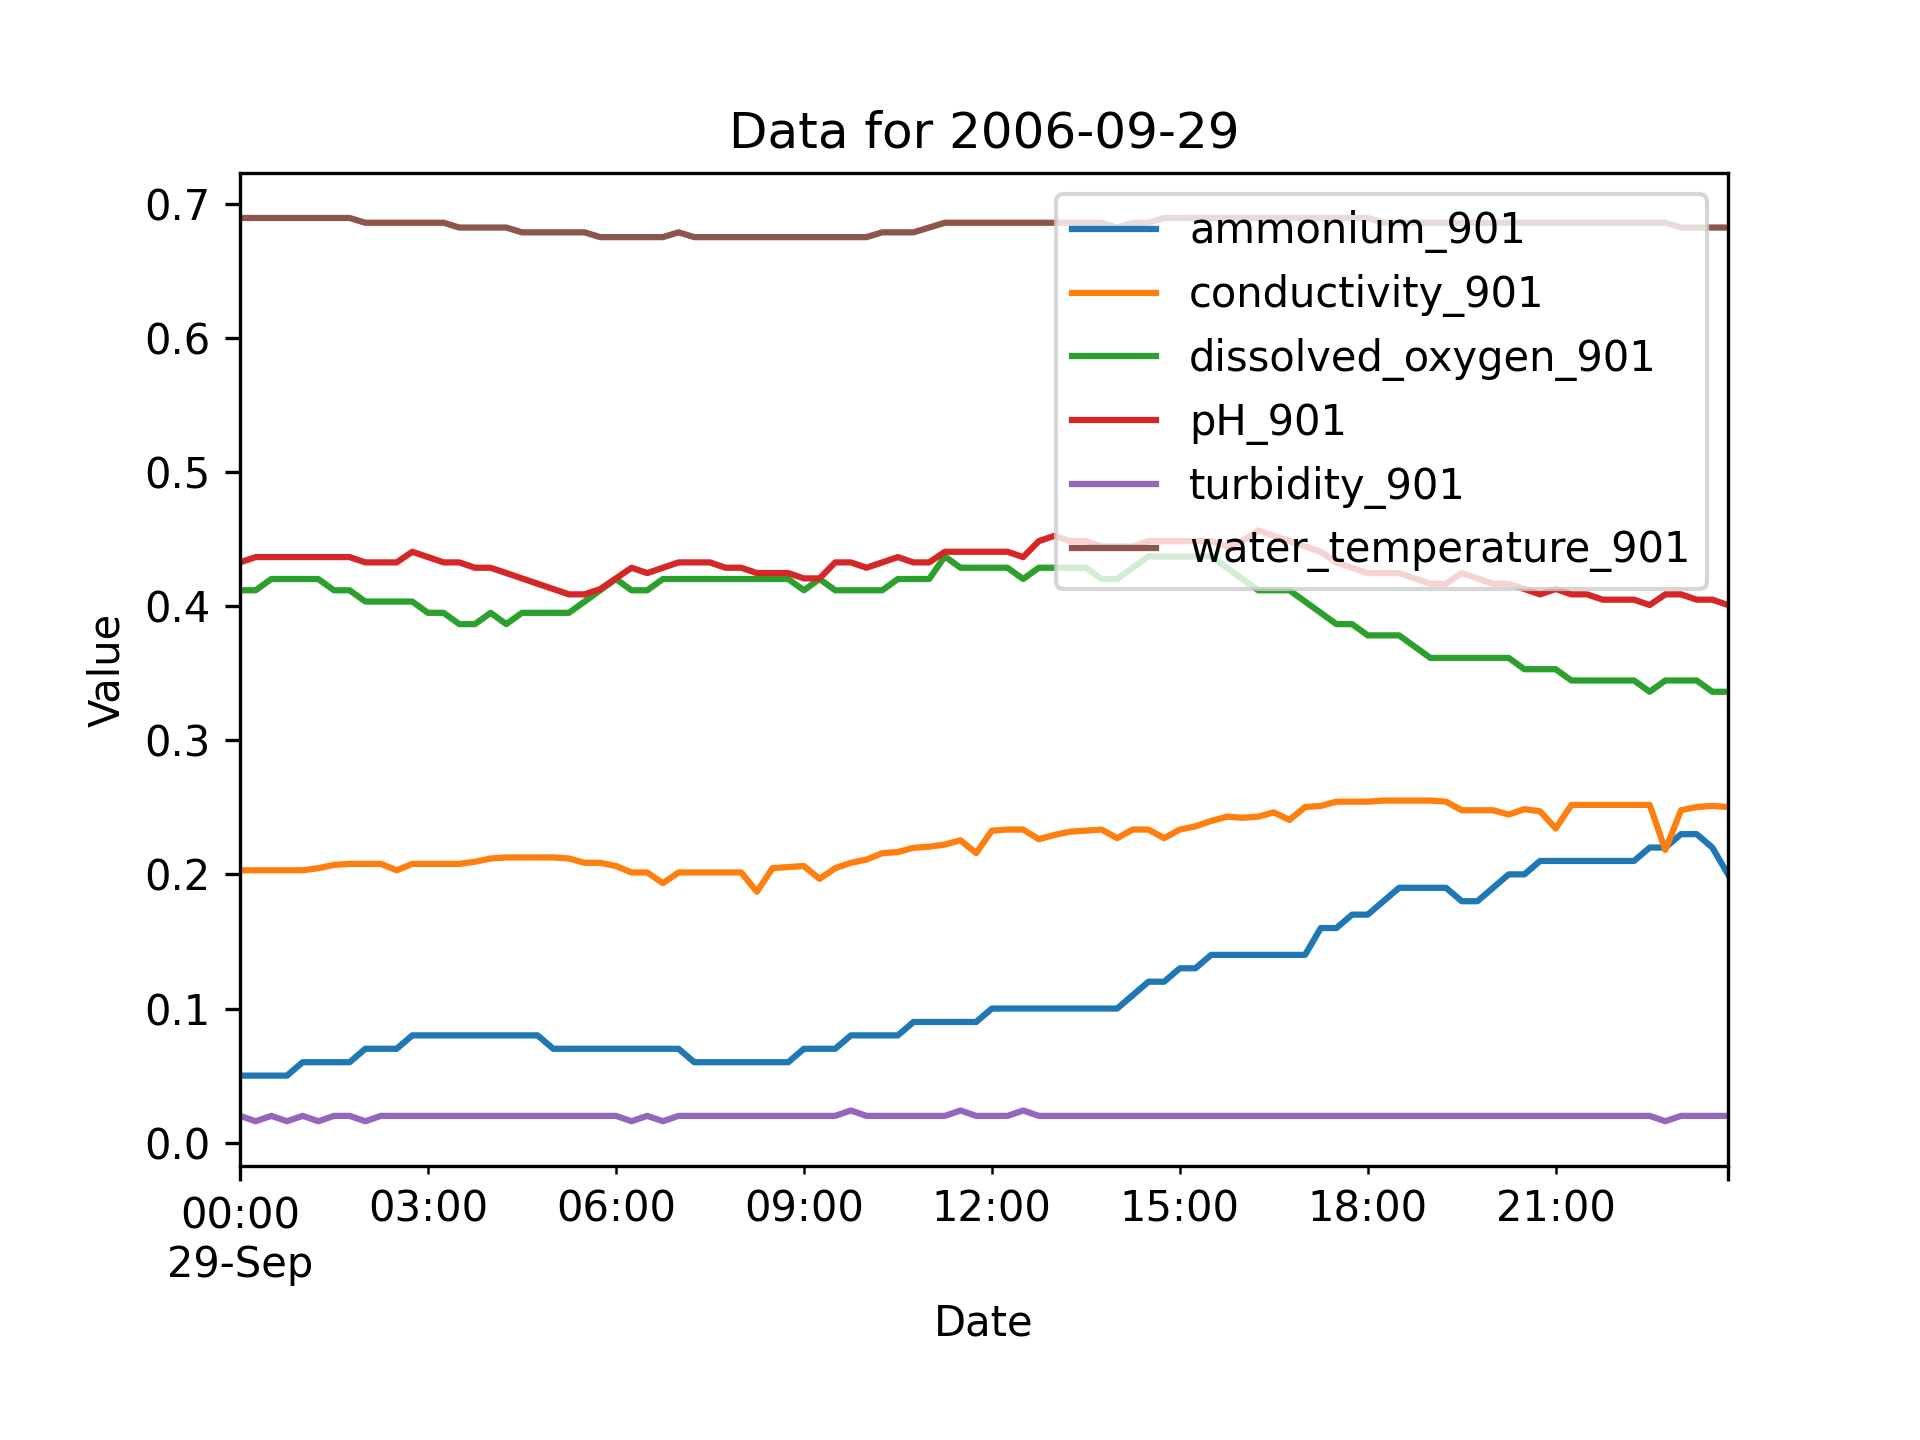 Data for 2006-09-29
ammonium_901
conductivity_901
dissolved_oxygen_901
pH_901
turbidity_901
water_temperature_901
Value
0.7
0.6
0.5
0.4
0.3
0.2
0.1
0.0
00:00 03:00 06:00 09:00 12:00 15:00 18:00 21:00
29-Sep
Date